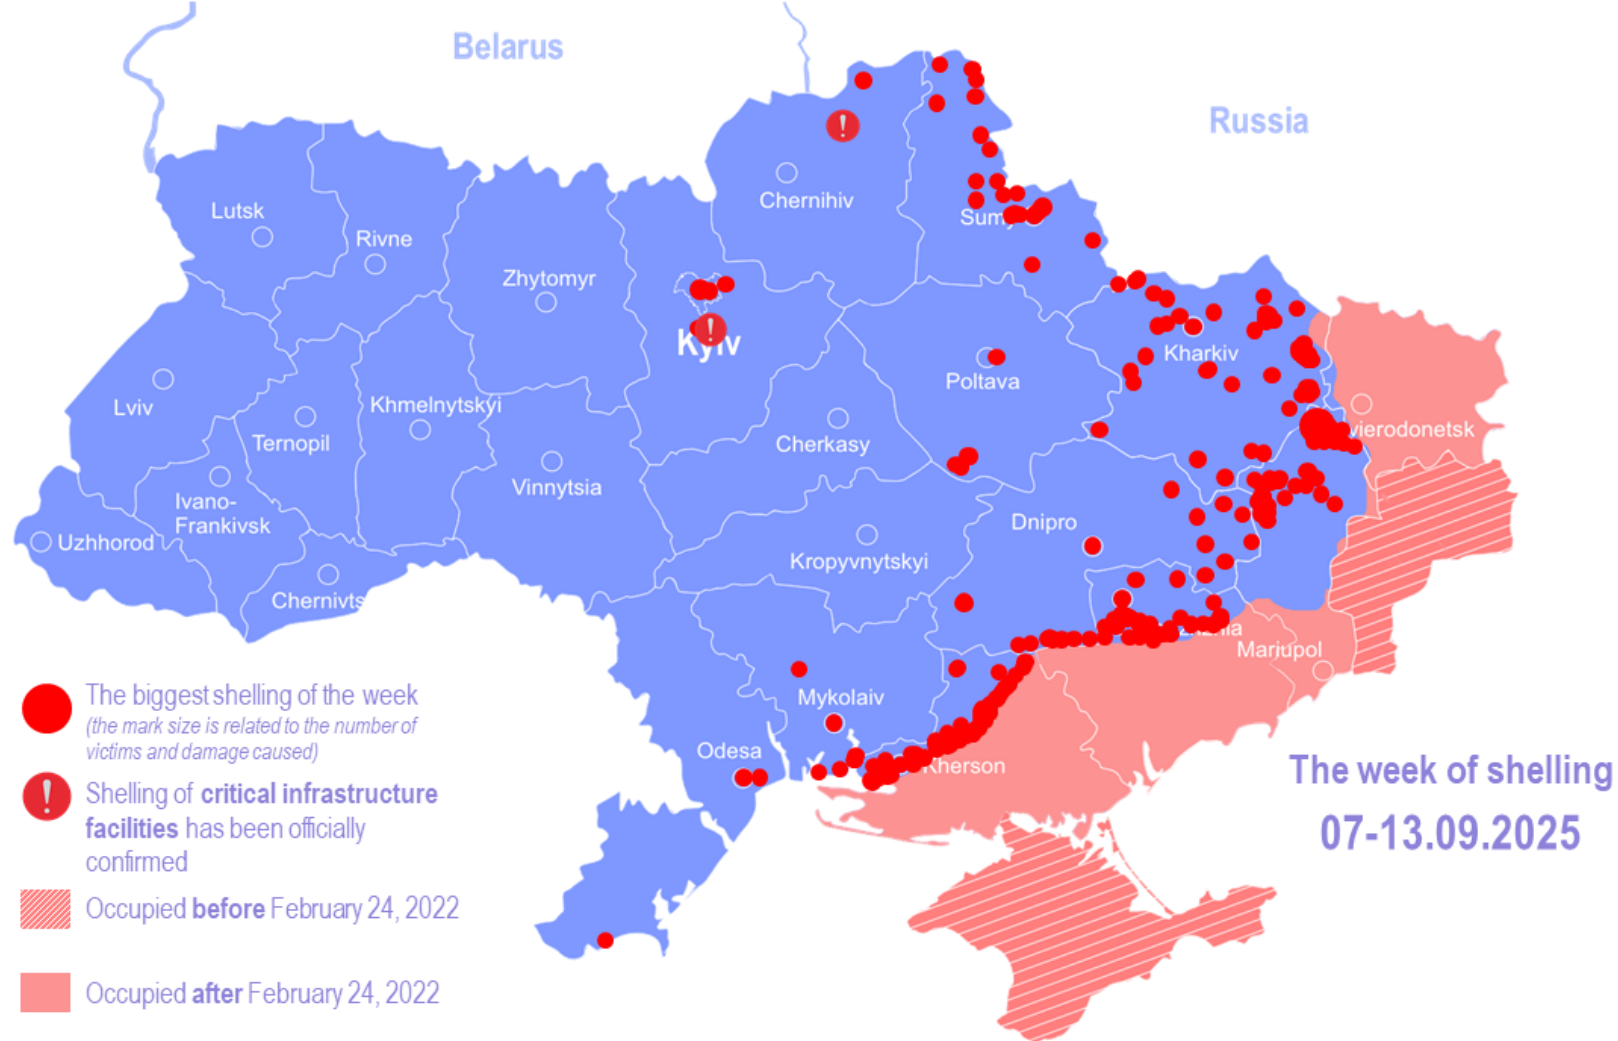 Belarus
Russia
Chernihiv
Lutsk
Sumy
Rivne
Zhytomyr
Kyiv
Kharkiv
Poltava
Lviv
Khmelnytskyi
Ternopil
Cherkasy
vierodonetsk
Vinnytsia
Ivano-
Frankivsk
Dnipro
Uzhhorod
Kropyvnytskyi
Chernivts
Mariupol
Mykolaiv
Odesa
Kherson
The biggest shelling of the week
(the mark size is related to the number of
victims and damage caused)
Shelling of critical infrastructure
facilities has been officially
confirmed
Occupied before February 24, 2022
Occupied after February 24, 2022
The week of shelling
07-13.09.2025